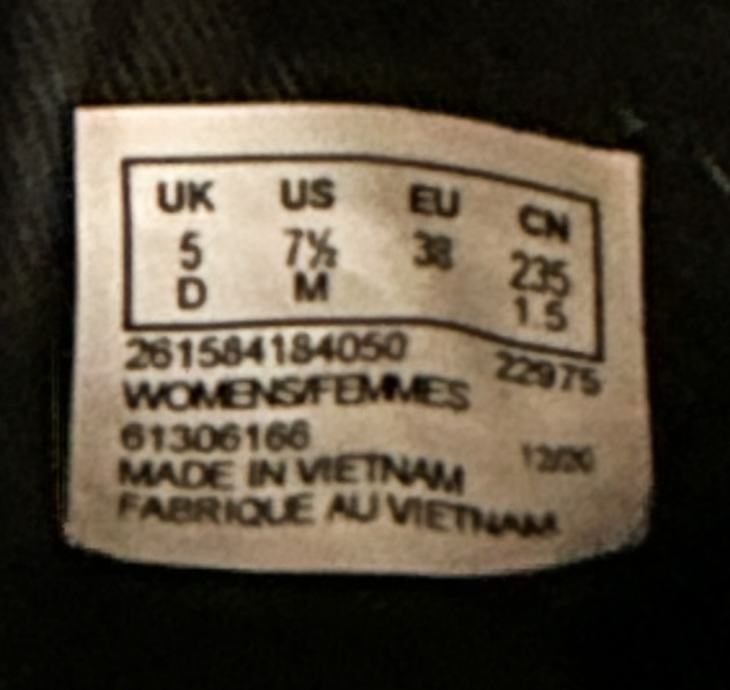 UK US EU CN
5 7½ 38 235
D M 1.5
261584184050 22975
WOMENS/FEMMES
61306166
MADE IN VIETNAM 12/20
FABRIQUE AU VIETNAM